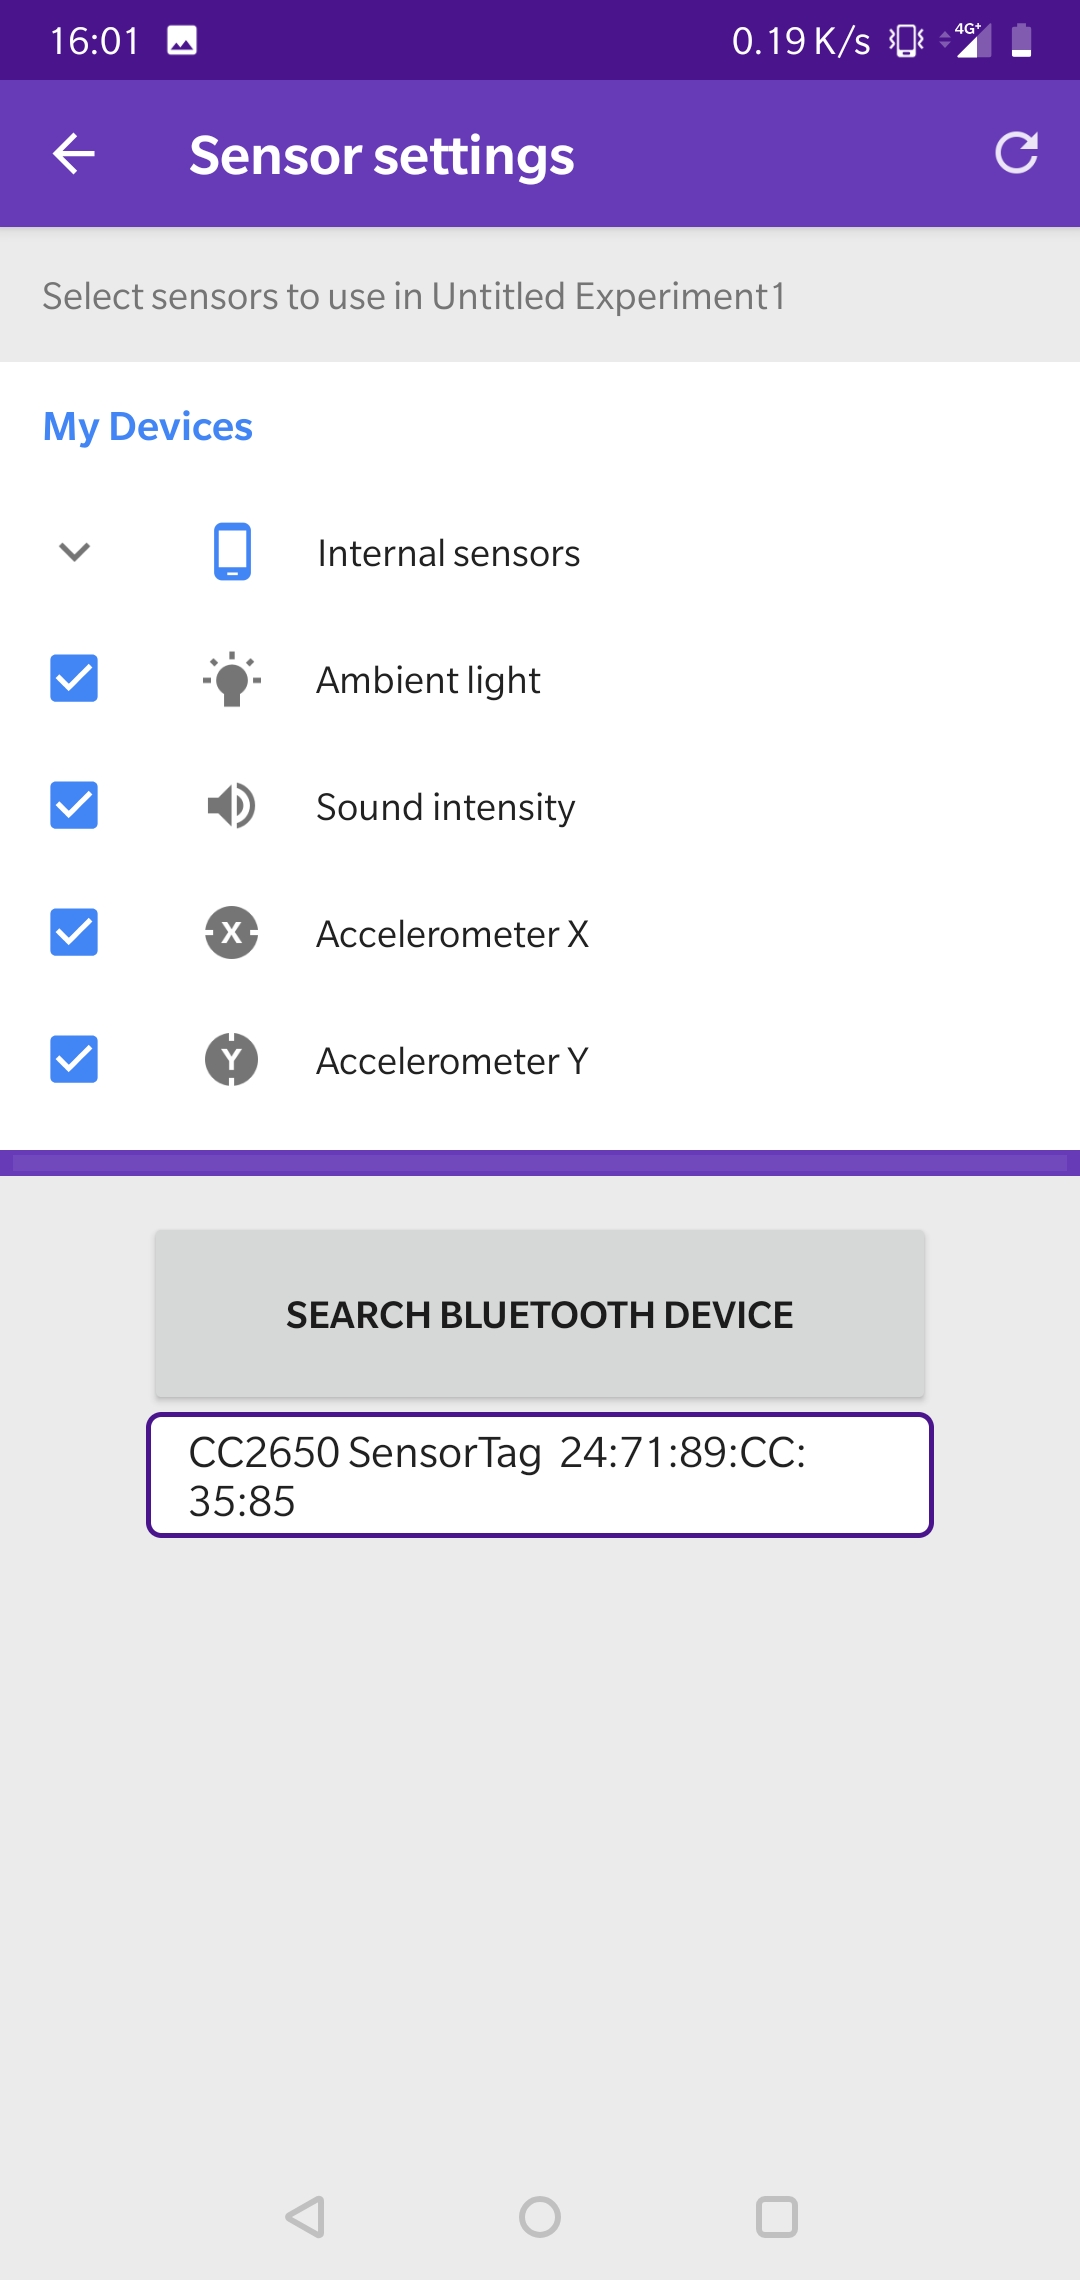 16:01 0.19 K/s 4G+
Sensor settings
Select sensors to use in Untitled Experiment1
My Devices
Internal sensors
Ambient light
Sound intensity
X Accelerometer X
Y Accelerometer Y
SEARCH BLUETOOTH DEVICE
CC2650 SensorTag 24:71:89:CC:
35:85